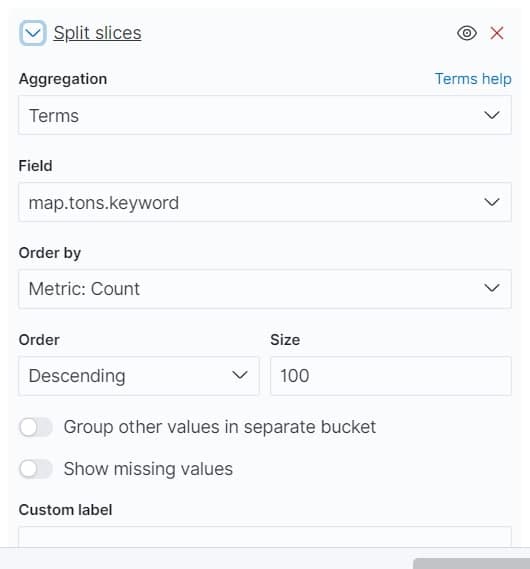 Split slices
Aggregation Terms help
Terms
Field
map.tons.keyword
Order by
Metric: Count
Order Size
Descending 100
Group other values in separate bucket
Show missing values
Custom label